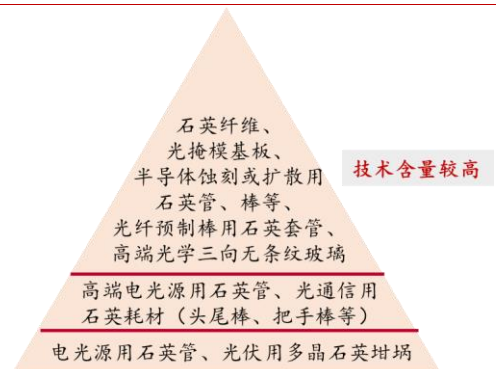 石英纤维、
光掩模基板、
半导体蚀刻或扩散用
石英管、棒等、
光纤预制棒用石英套管、
高端光学三向无条纹玻璃
技术含量较高
高端电光源用石英管、光通信用
石英耗材（头尾棒、把手棒等）
电光源用石英管、光伏用多晶石英坩埚